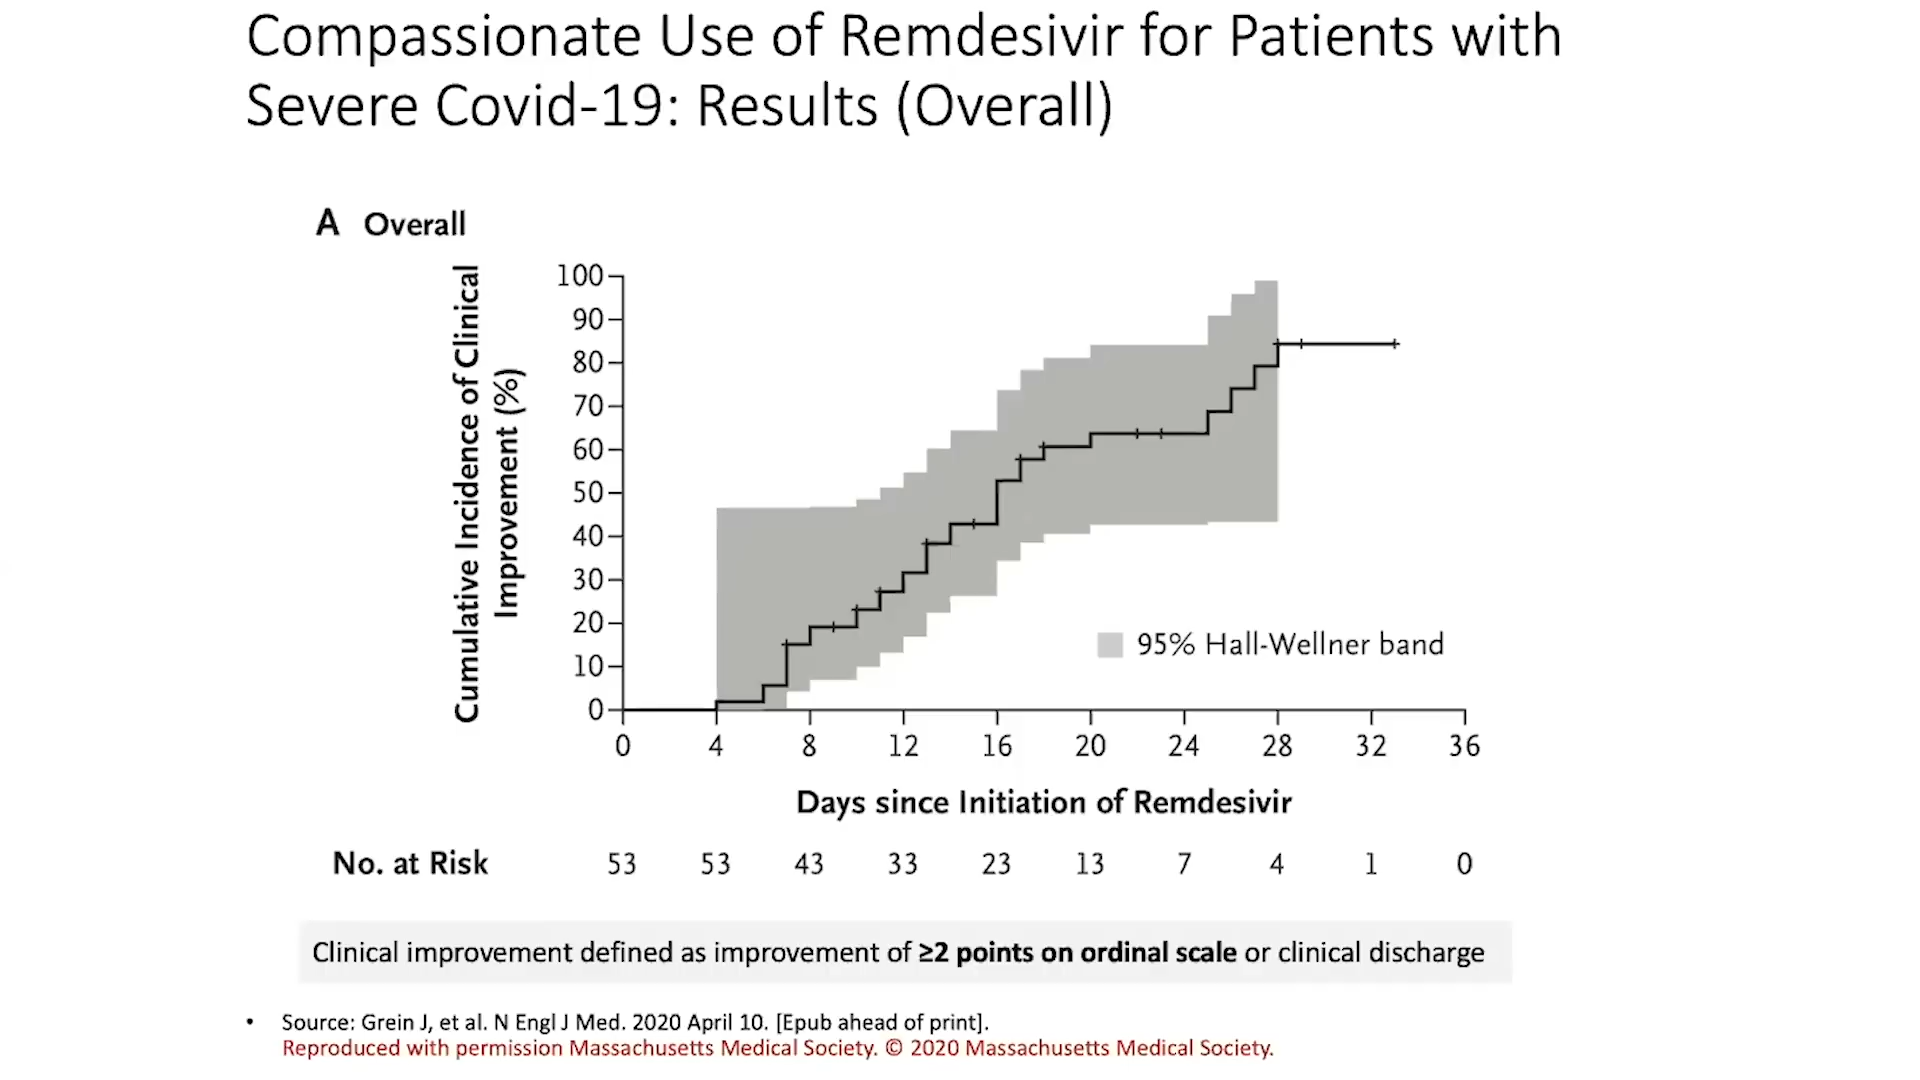 Compassionate Use of Remdesivir for Patients with
Severe Covid-19: Results (Overall)
A Overall
Cumulative Incidence of Clinical
Improvement (%)
100
90
80
70
60
50
40
30
20
10
0
95% Hall-Wellner band
0 4 8 12 16 20 24 28 32 36
Days since Initiation of Remdesivir
No. at Risk 53 53 43 33 23 13 7 4 1 0
Clinical improvement defined as improvement of ≥2 points on ordinal scale or clinical discharge
• Source: Grein J, et al. N Engl J Med. 2020 April 10. [Epub ahead of print].
Reproduced with permission Massachusetts Medical Society. © 2020 Massachusetts Medical Society.